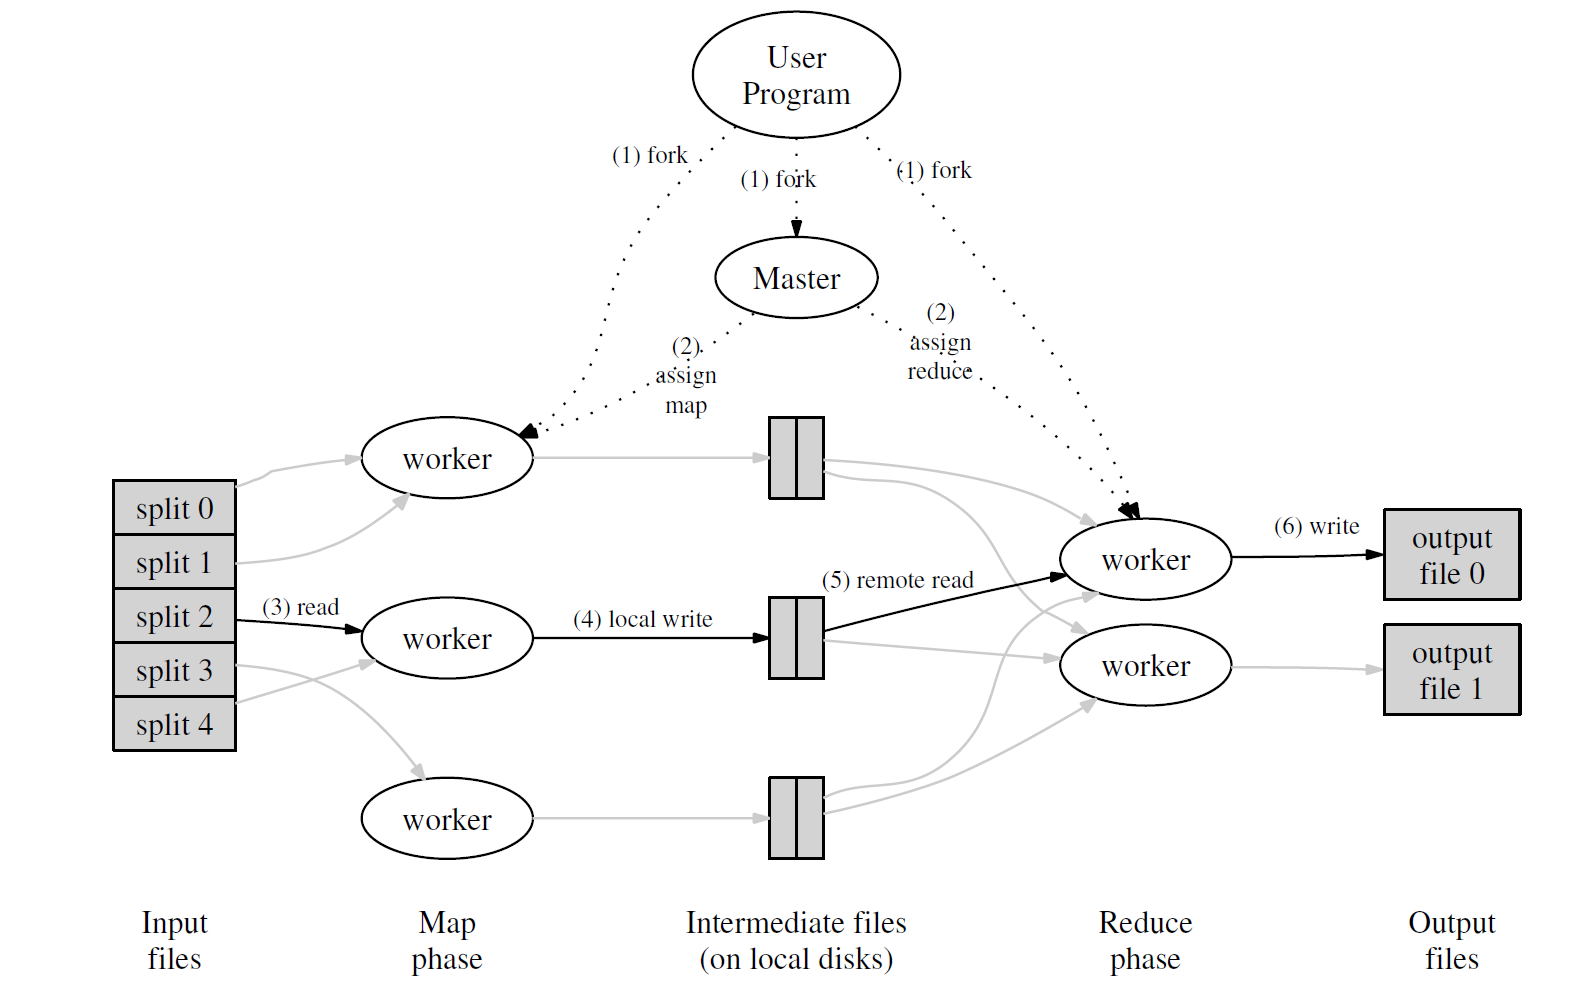 User
Program
(1) fork
(1) fork
(1) fork
Master
(2)
assign
map
(2)
assign
reduce
worker
split 0
split 1
split 2
split 3
split 4
(3) read
worker
(4) local write
worker
(5) remote read
worker
worker
(6) write
output
file 0
output
file 1
Input
files
Map
phase
Intermediate files
(on local disks)
Reduce
phase
Output
files